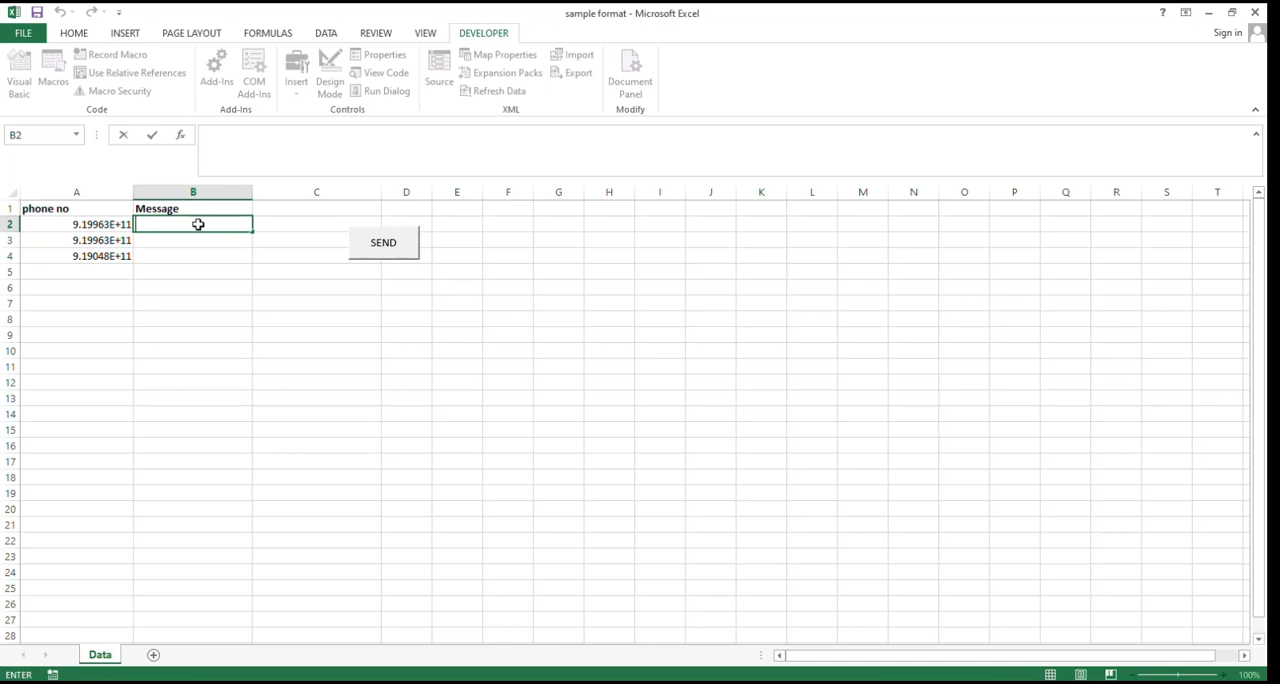 sample format - Microsoft Excel
?
FILE HOME INSERT PAGE LAYOUT FORMULAS DATA REVIEW VIEW DEVELOPER Sign in
Visual Basic
Macros
Record Macro
Use Relative References
Macro Security
Code
Add-Ins
COM Add-Ins
Add-Ins
Insert
Design Mode
Properties
View Code
Run Dialog
Controls
Source
Map Properties
Expansion Packs
Refresh Data
Import
Export
XML
Document Panel
Modify
B2 fx
A B C D E F G H I J K L M N O P Q R S T
1 phone no Message
2 9.19963E+11
3 9.19963E+11
SEND
4 9.19048E+11
5
6
7
8
9
10
11
12
13
14
15
16
17
18
19
20
21
22
23
24
25
26
27
28
Data
ENTER 100%